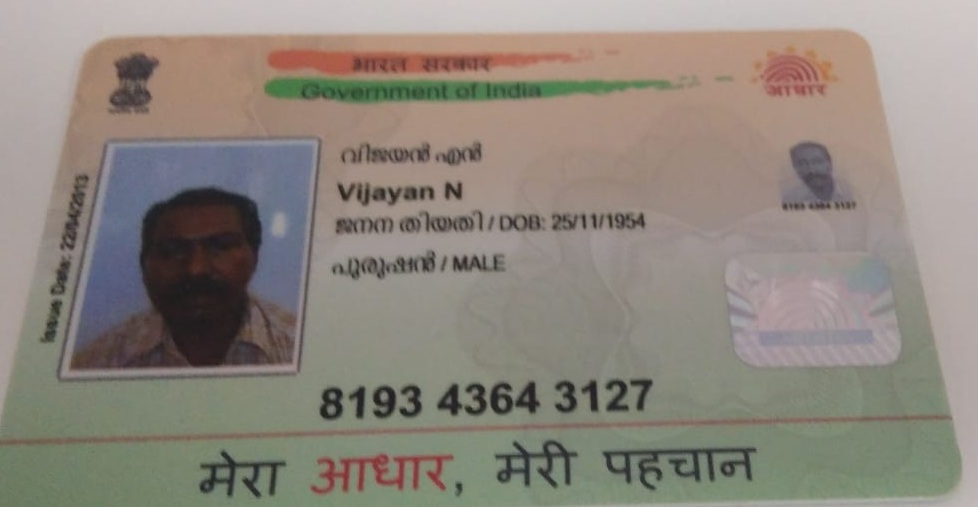 भारत सरकार
Government of India
आधार
Issue Date: 22/04/2013
വിജയൻ എൻ
Vijayan N
ജനന തിയതി / DOB: 25/11/1954
പുരുഷൻ / MALE
8193 4364 3127
8193 4364 3127
मेरा आधार, मेरी पहचान